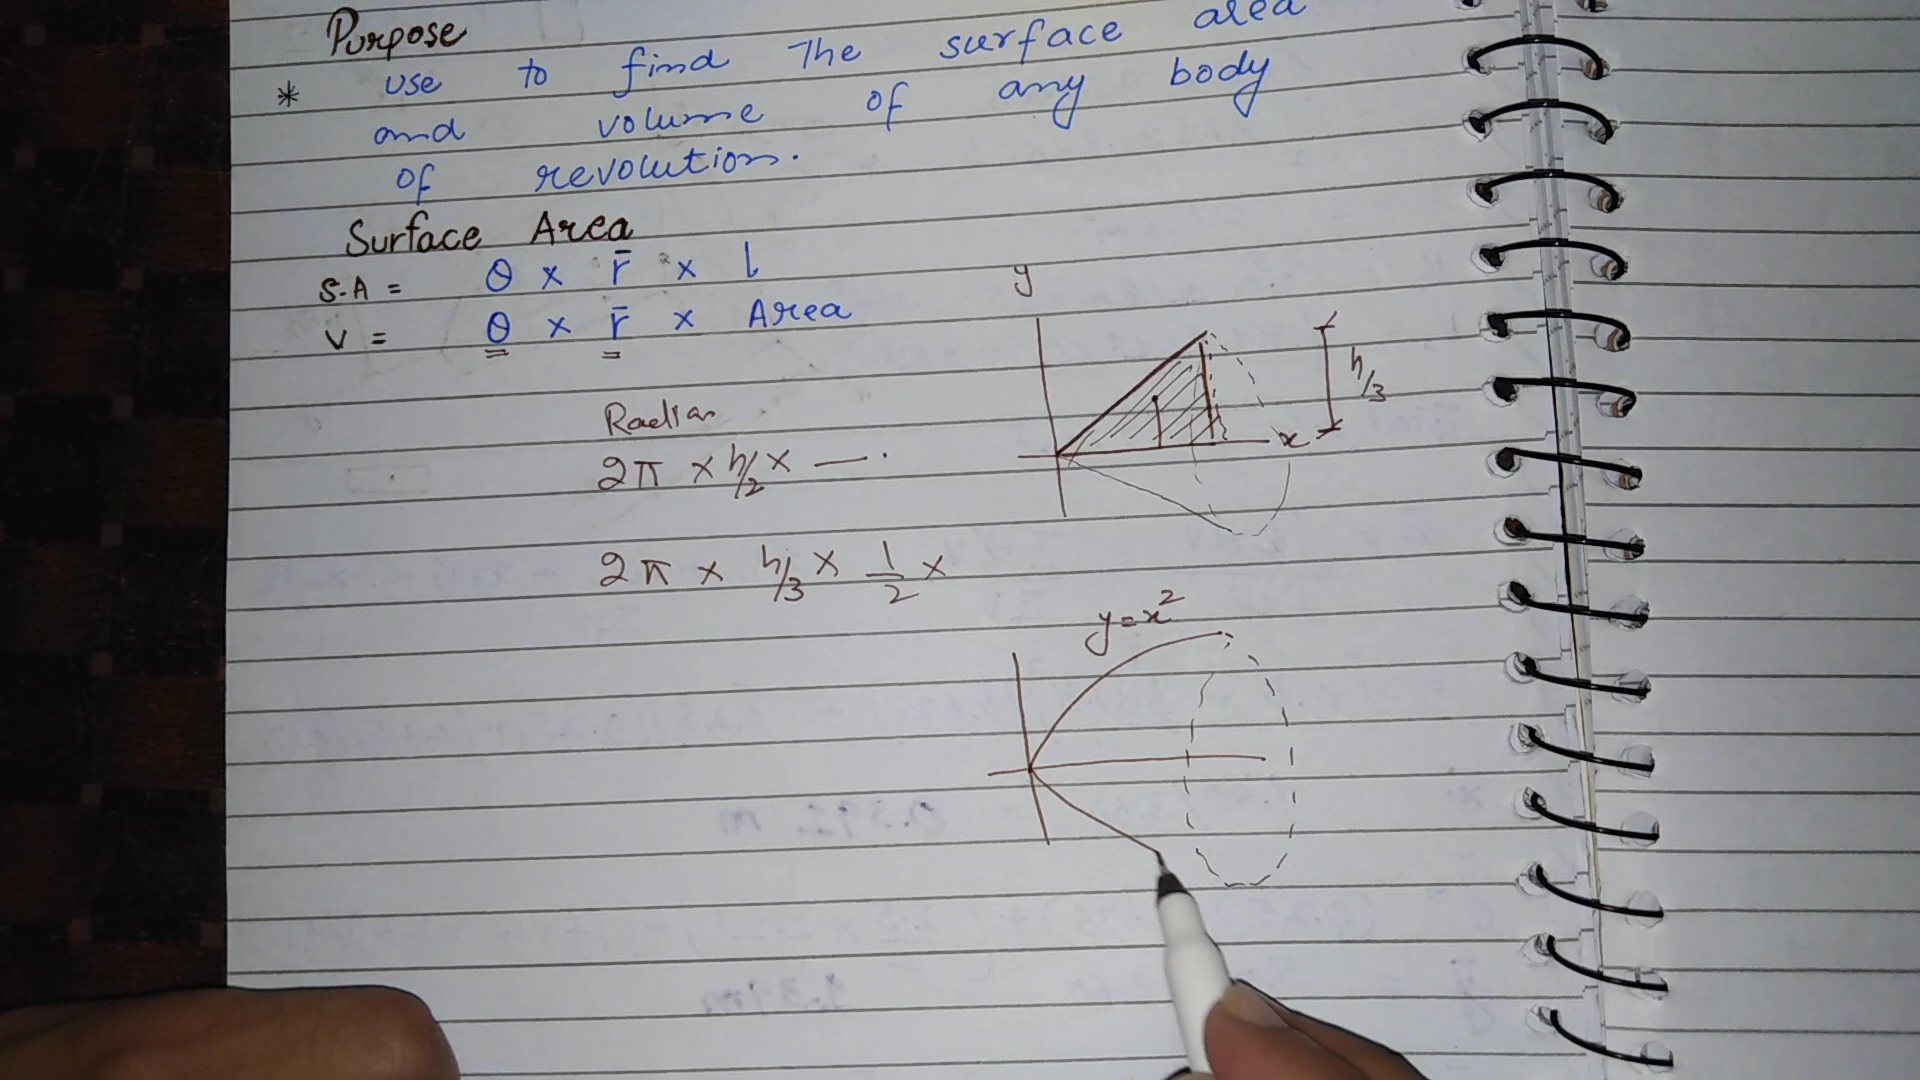 Purpose
* use to find The surface area
and volume of any body
of revolution.
Surface Area
S.A = θ × r̄ × l
V = θ × r̄ × Area
y
h/3
x
Radian
2π × h/2 × — .
2π × h/3 × 1/2 ×
y=x²